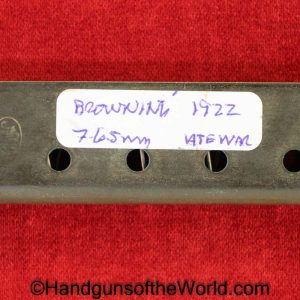 BROWNING 1922
7.65mm LATE WAR
©HandgunsoftheWorld.com